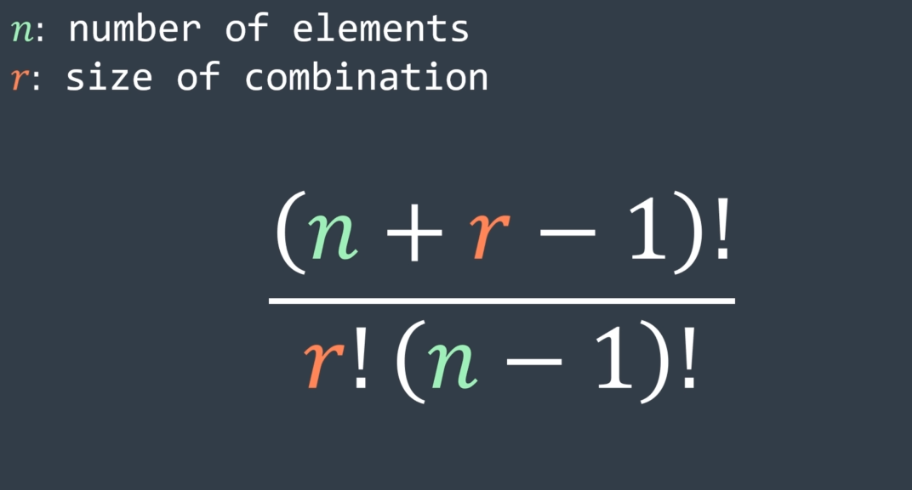 n: number of elements
r: size of combination
(n + r − 1)!
r! (n − 1)!